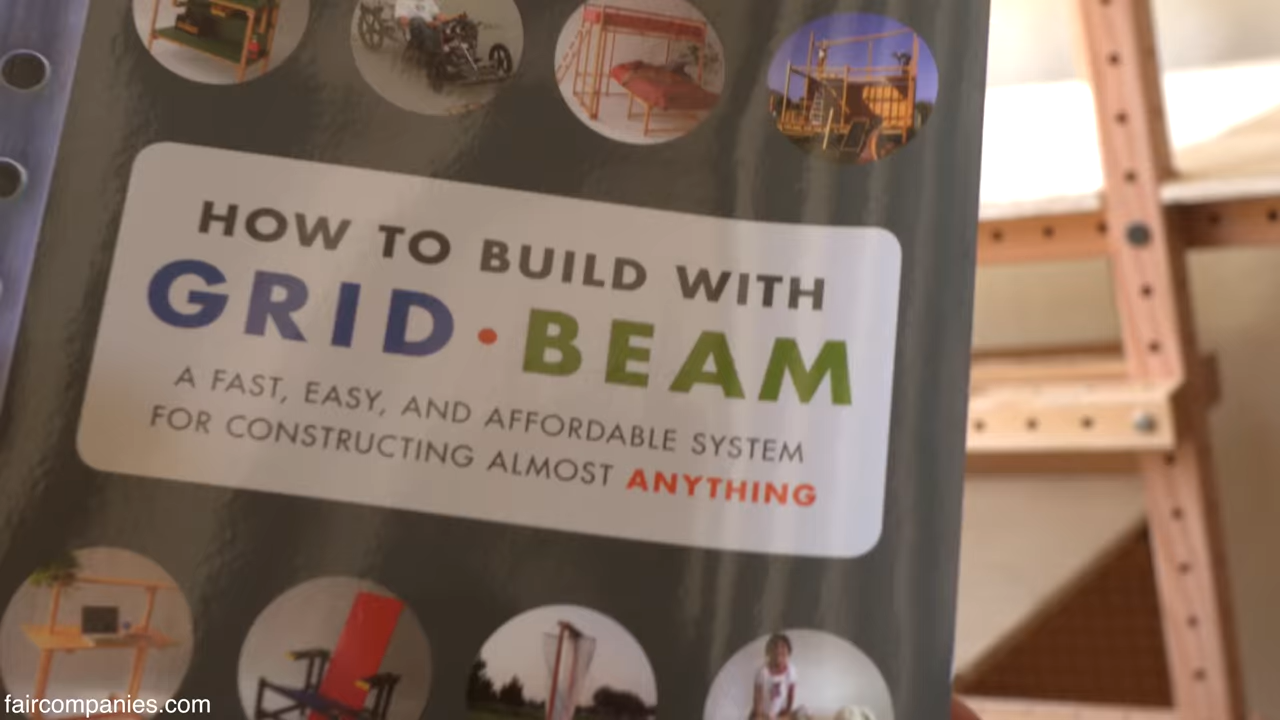 HOW TO BUILD WITH
GRID•BEAM
A FAST, EASY, AND AFFORDABLE SYSTEM
FOR CONSTRUCTING ALMOST ANYTHING
faircompanies.com